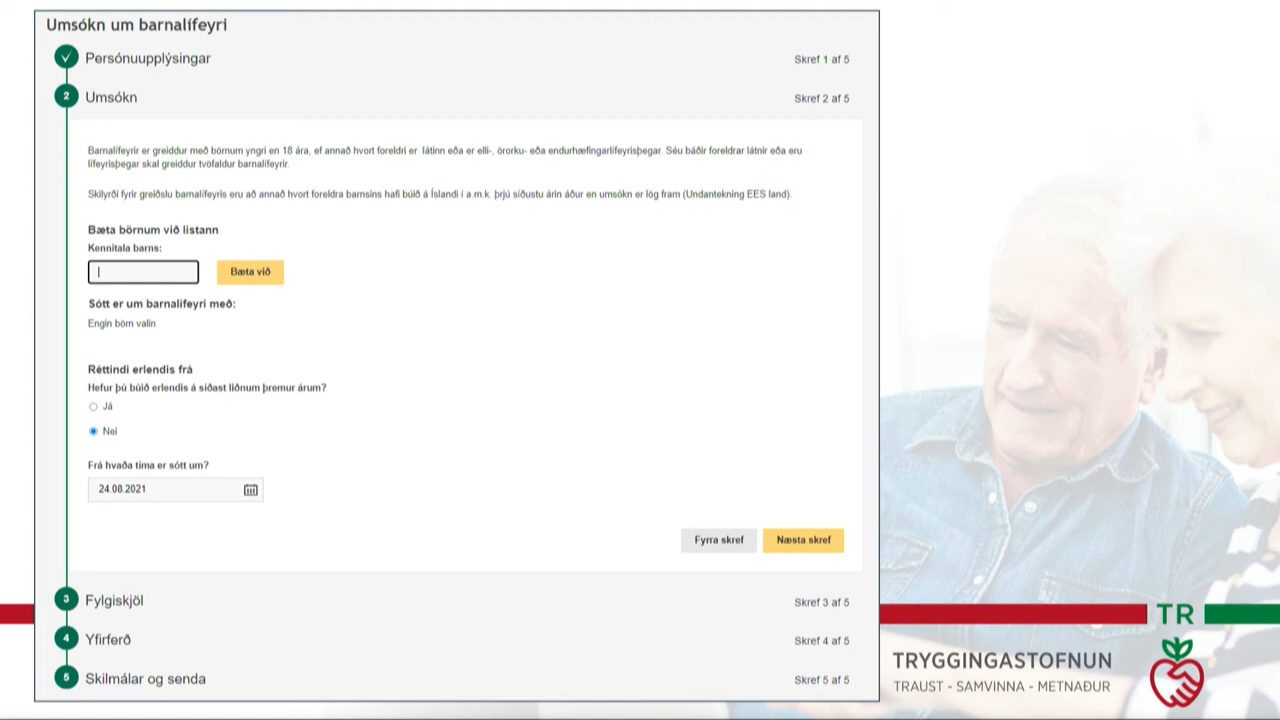 Umsókn um barnalífeyri
Persónuupplýsingar
Skref 1 af 5
2
Umsókn
Skref 2 af 5
Barnalífeyrir er greiddur með börnum yngri en 18 ára, ef annað hvort foreldri er látinn eða er elli-, örorku- eða endurhæfingarlífeyrisþegar. Séu báðir foreldrar látnir eða eru
lífeyrisþegar skal greiddur tvöfaldur barnalífeyrir.
Skilyrði fyrir greiðslu barnalífeyris eru að annað hvort foreldra barnsins hafi búið á Íslandi í a.m.k. þrjú síðustu árin áður en umsókn er lög fram (Undantekning EES land).
Bæta börnum við listann
Kennitala barns:
Bæta við
Sótt er um barnalífeyri með:
Engin börn valin
Réttindi erlendis frá
Hefur þú búið erlendis á síðast liðnum þremur árum?
Já
Nei
Frá hvaða tíma er sótt um?
24.08.2021
Fyrra skref
Næsta skref
3
Fylgiskjöl
Skref 3 af 5
4
Yfirferð
Skref 4 af 5
5
Skilmálar og senda
Skref 5 af 5
TR
TRYGGINGASTOFNUN
TRAUST - SAMVINNA - METNAÐUR